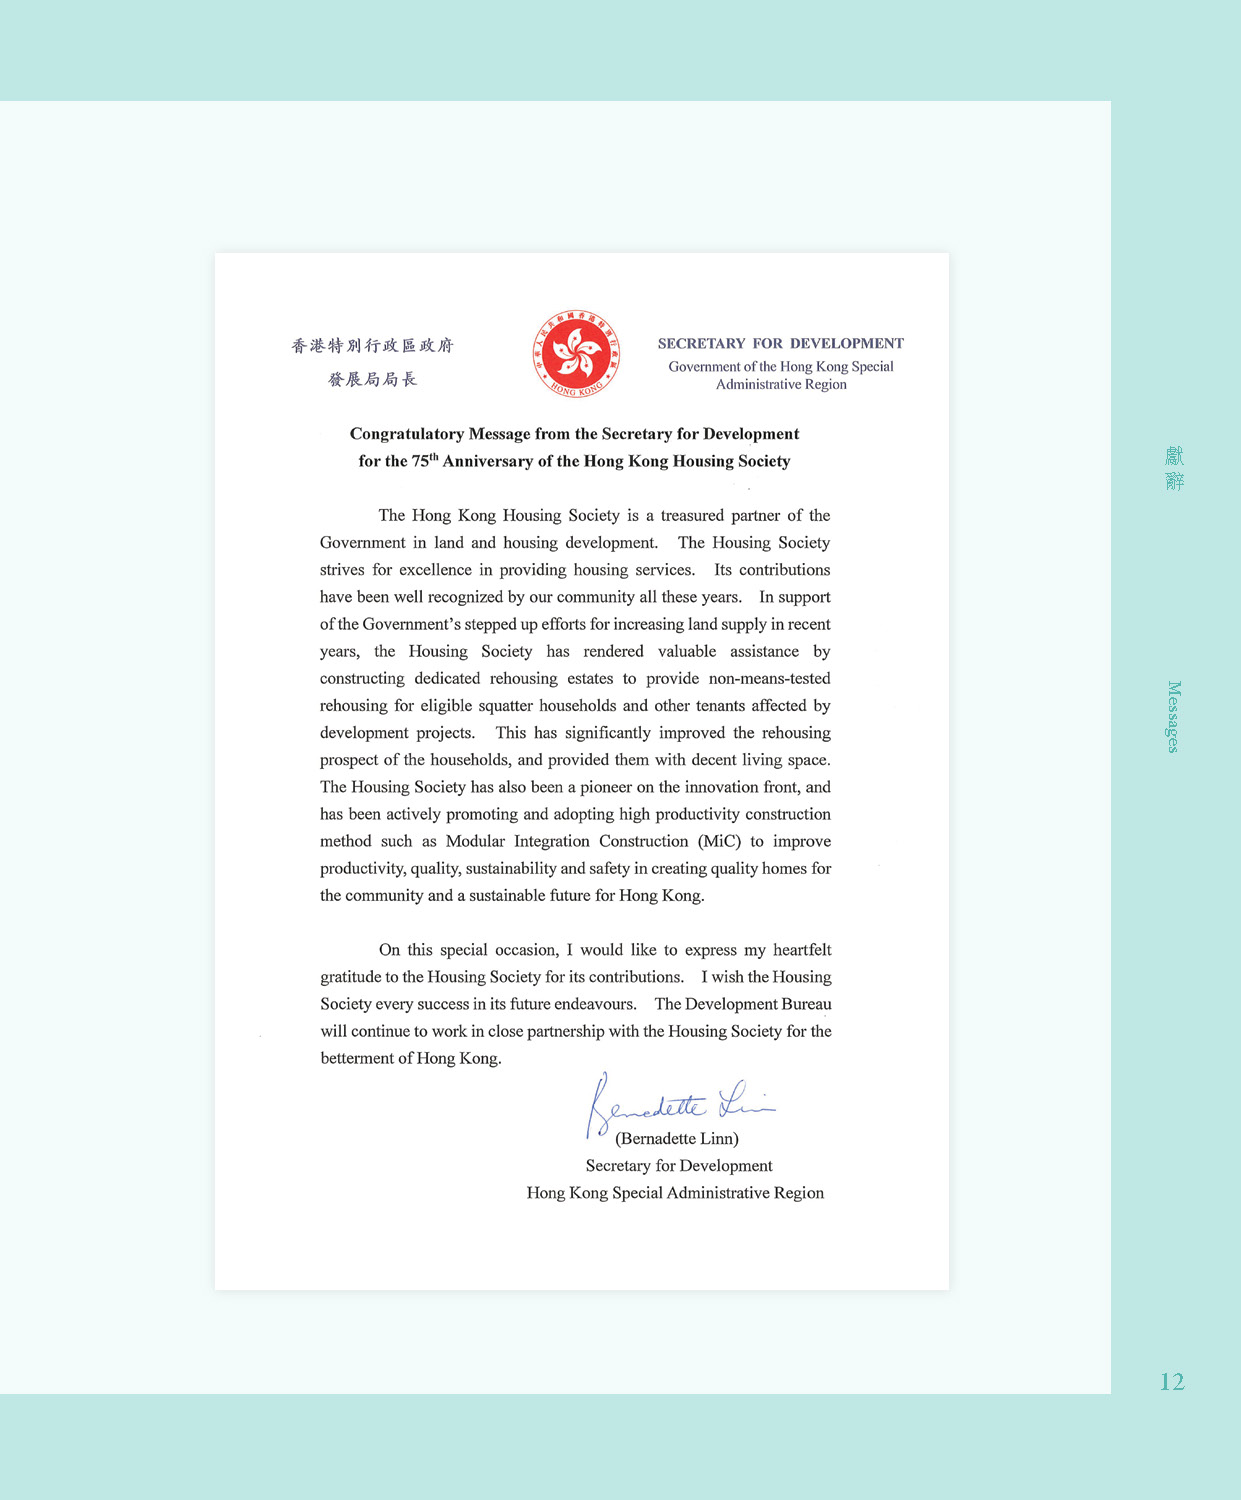 香港特別行政區政府
發展局局長
中華人民共和國香港特別行政區
HONG KONG
SECRETARY FOR DEVELOPMENT
Government of the Hong Kong Special
Administrative Region
Congratulatory Message from the Secretary for Development
for the 75th Anniversary of the Hong Kong Housing Society
The Hong Kong Housing Society is a treasured partner of the
Government in land and housing development. The Housing Society
strives for excellence in providing housing services. Its contributions
have been well recognized by our community all these years. In support
of the Government’s stepped up efforts for increasing land supply in recent
years, the Housing Society has rendered valuable assistance by
constructing dedicated rehousing estates to provide non-means-tested
rehousing for eligible squatter households and other tenants affected by
development projects. This has significantly improved the rehousing
prospect of the households, and provided them with decent living space.
The Housing Society has also been a pioneer on the innovation front, and
has been actively promoting and adopting high productivity construction
method such as Modular Integration Construction (MiC) to improve
productivity, quality, sustainability and safety in creating quality homes for
the community and a sustainable future for Hong Kong.
On this special occasion, I would like to express my heartfelt
gratitude to the Housing Society for its contributions. I wish the Housing
Society every success in its future endeavours. The Development Bureau
will continue to work in close partnership with the Housing Society for the
betterment of Hong Kong.
Bernadette Linn
(Bernadette Linn)
Secretary for Development
Hong Kong Special Administrative Region
獻辭
Messages
12